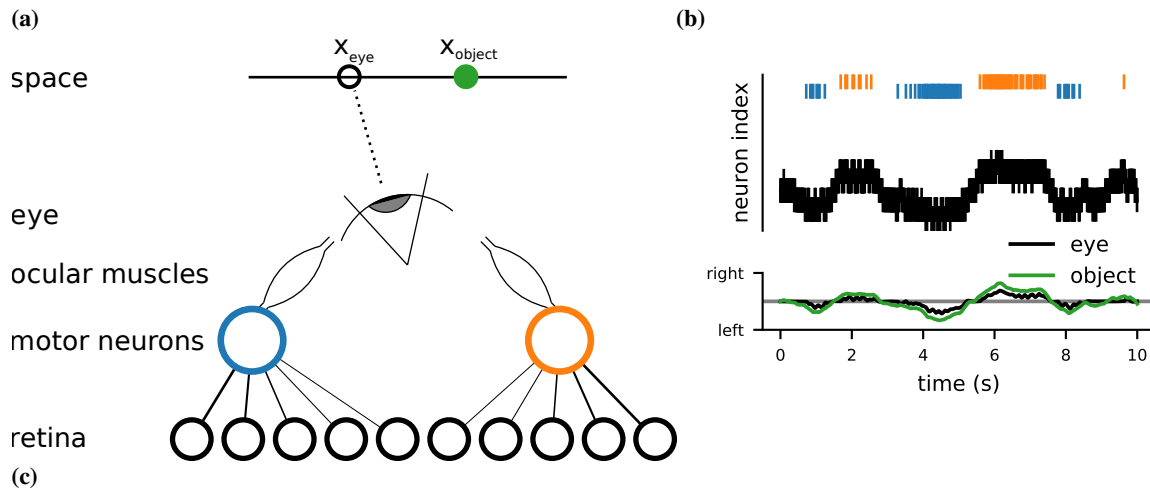 (a)
(b)
x_eye
x_object
space
eye
ocular muscles
motor neurons
retina
(c)
neuron index
eye
object
right
left
0 2 4 6 8 10
time (s)